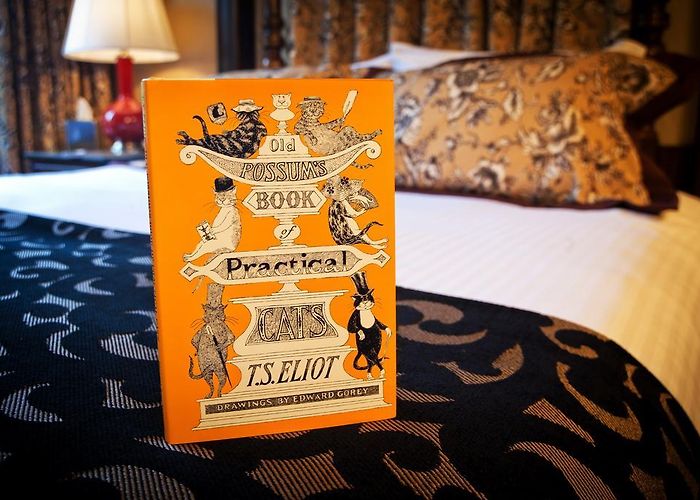 Old
POSSUM'S
BOOK
of
Practical
CATS
T.S. ELIOT
DRAWINGS BY EDWARD GOREY